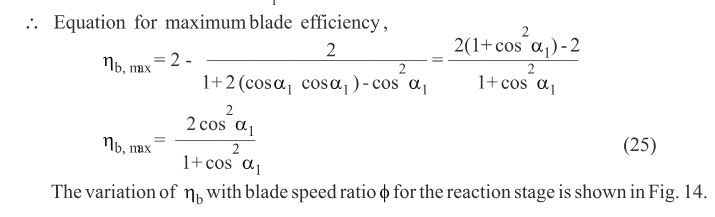 ∴ Equation for maximum blade efficiency,
η_b, max = 2 - 2 / (1+2 (cosα₁ cosα₁) - cos²α₁) = (2(1+cos²α₁) - 2) / (1+cos²α₁)
η_b, max = 2 cos²α₁ / (1+cos²α₁) (25)
The variation of η_b with blade speed ratio ϕ for the reaction stage is shown in Fig. 14.